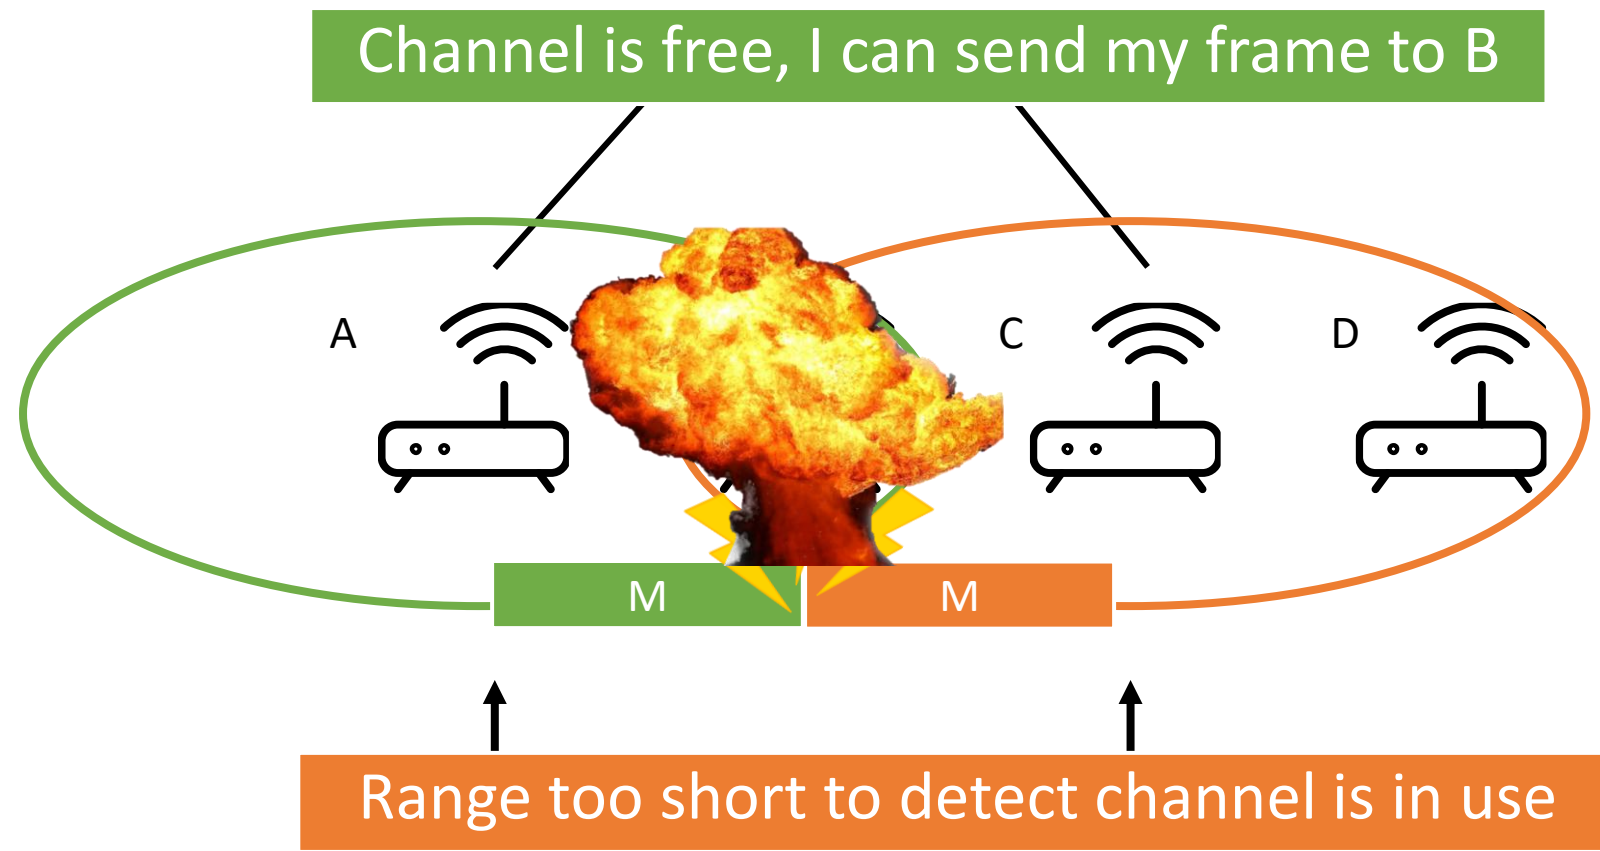 Channel is free, I can send my frame to B
A
C
D
M
M
Range too short to detect channel is in use